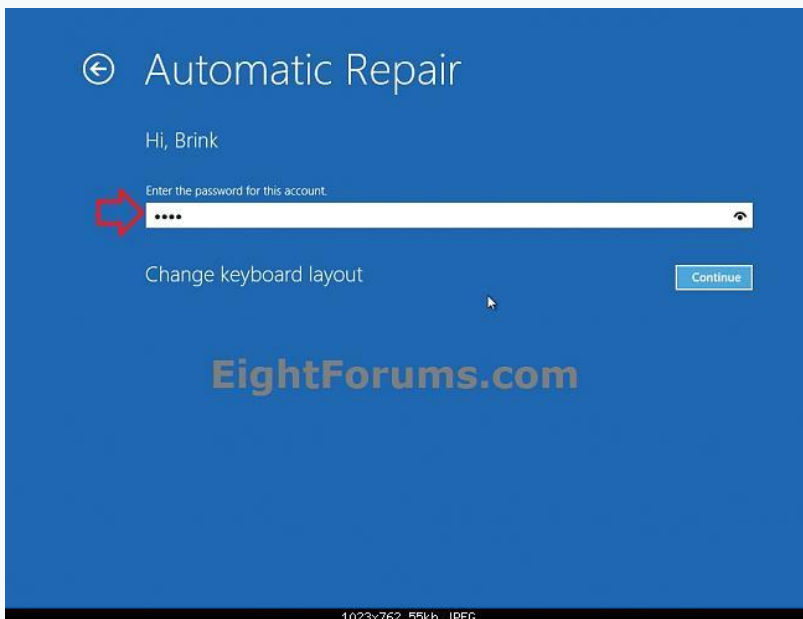 Automatic Repair
Hi, Brink
Enter the password for this account.
••••
Change keyboard layout
Continue
EightForums.com
1023x762 55kb JPEG